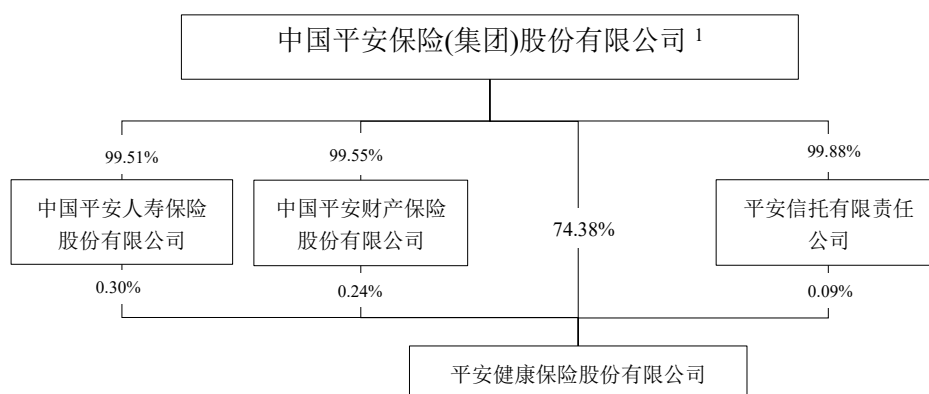 中国平安保险(集团)股份有限公司 1
99.51%
99.55%
99.88%
中国平安人寿保险
股份有限公司
中国平安财产保险
股份有限公司
74.38%
平安信托有限责任
公司
0.30%
0.24%
0.09%
平安健康保险股份有限公司